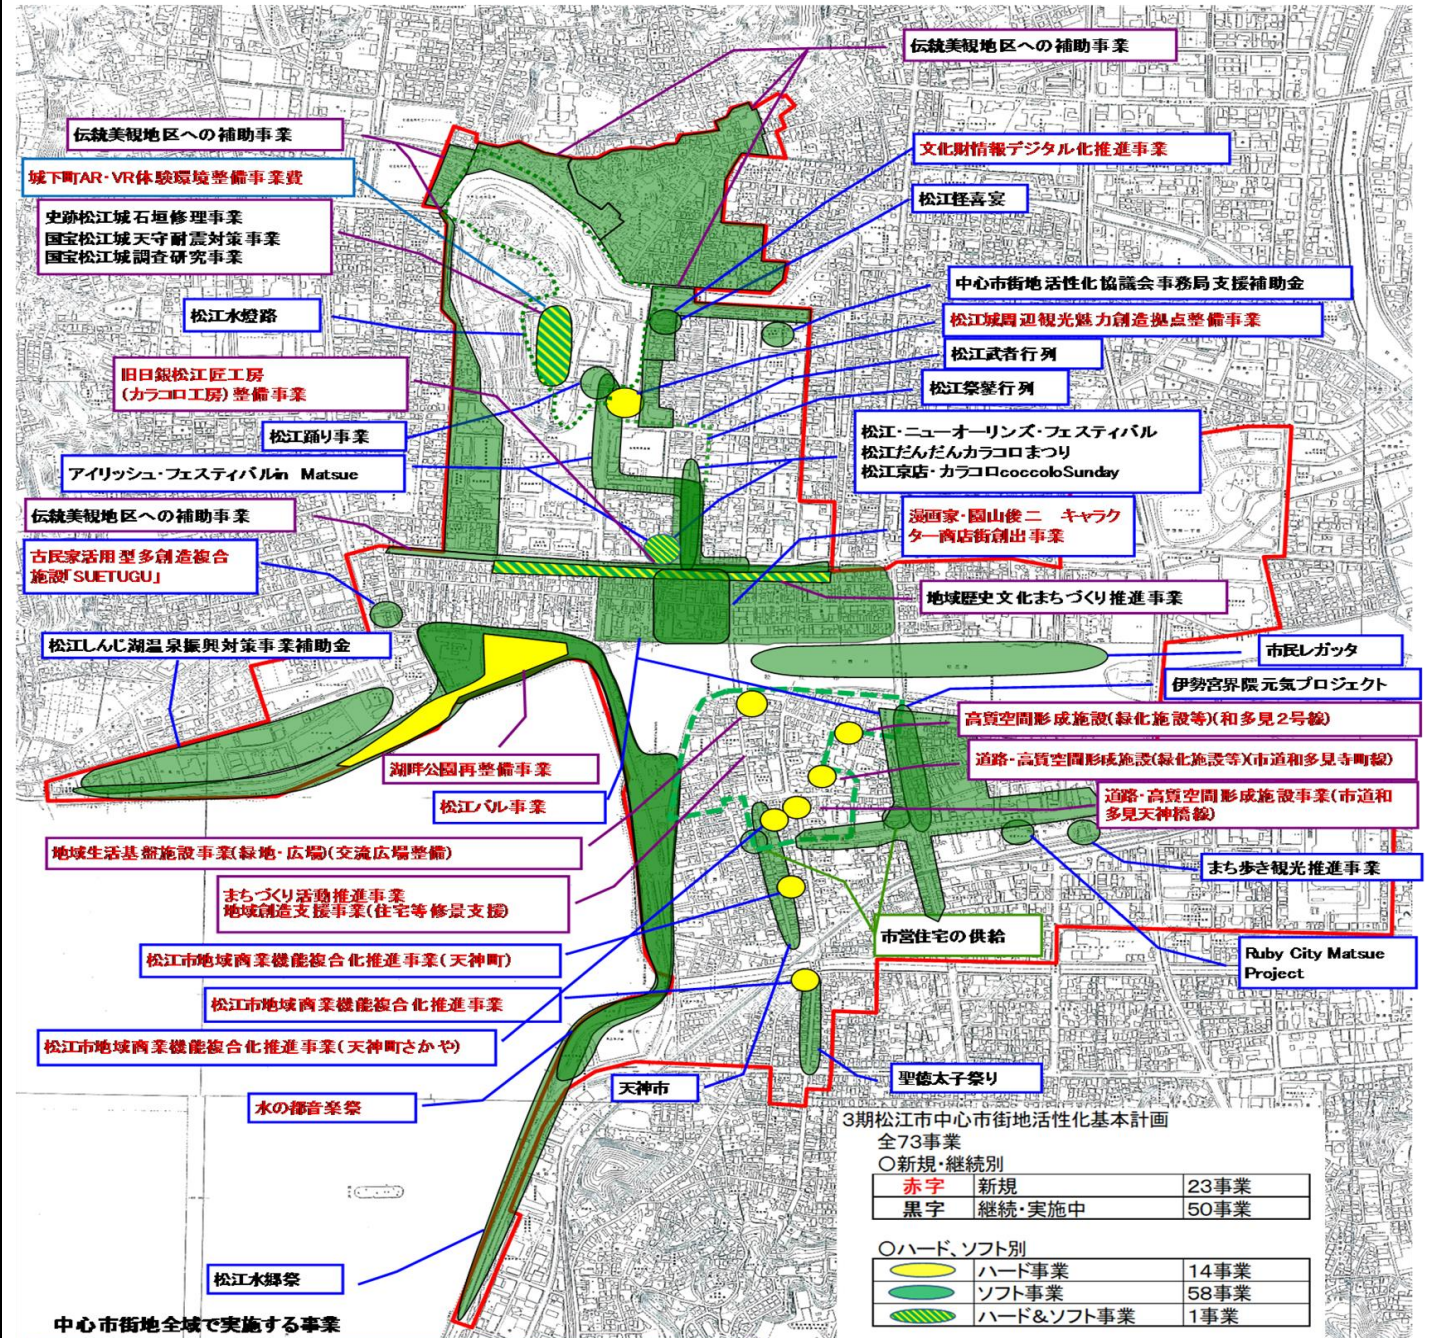 伝統美観地区への補助事業
伝統美観地区への補助事業
文化財情報デジタル化推進事業
城下町AR・VR体験環境整備事業費
松江怪喜宴
史跡松江城石垣修理事業
国宝松江城天守耐震対策事業
国宝松江城調査研究事業
中心市街地活性化協議会事務局支援補助金
松江水燈路
松江城周辺観光魅力創造拠点整備事業
松江武者行列
旧日銀松江匠工房
(カラコロ工房)整備事業
松江祭鼕行列
松江踊り事業
松江・ニューオーリンズ・フェスティバル
松江だんだんカラコロまつり
松江京店・カラコロcoccoloSunday
アイリッシュ・フェスティバルin Matsue
伝統美観地区への補助事業
漫画家・園山俊二 キャラク
ター商店街創出事業
古民家活用型多創造複合
施設「SUETUGU」
地域歴史文化まちづくり推進事業
松江しんじ湖温泉振興対策事業補助金
市民レガッタ
伊勢宮界隈元気プロジェクト
高質空間形成施設(緑化施設等)(和多見2号線)
道路・高質空間形成施設(緑化施設等)(市道和多見寺町線)
湖畔公園再整備事業
松江バル事業
道路・高質空間形成施設事業(市道和
多見天神橋線)
地域生活基盤施設事業(緑地・広場)(交流広場整備)
まち歩き観光推進事業
まちづくり活動推進事業
地域創造支援事業(住宅等修景支援)
市営住宅の供給
松江市地域商業機能複合化推進事業(天神町)
Ruby City Matsue
Project
松江市地域商業機能複合化推進事業
松江市地域商業機能複合化推進事業(天神町さかや)
天神市
聖徳太子祭り
水の都音楽祭
松江水郷祭
中心市街地全域で実施する事業
3期松江市中心市街地活性化基本計画
全73事業
○新規・継続別
赤字 新規 23事業
黒字 継続・実施中 50事業
○ハード、ソフト別
ハード事業 14事業
ソフト事業 58事業
ハード&ソフト事業 1事業